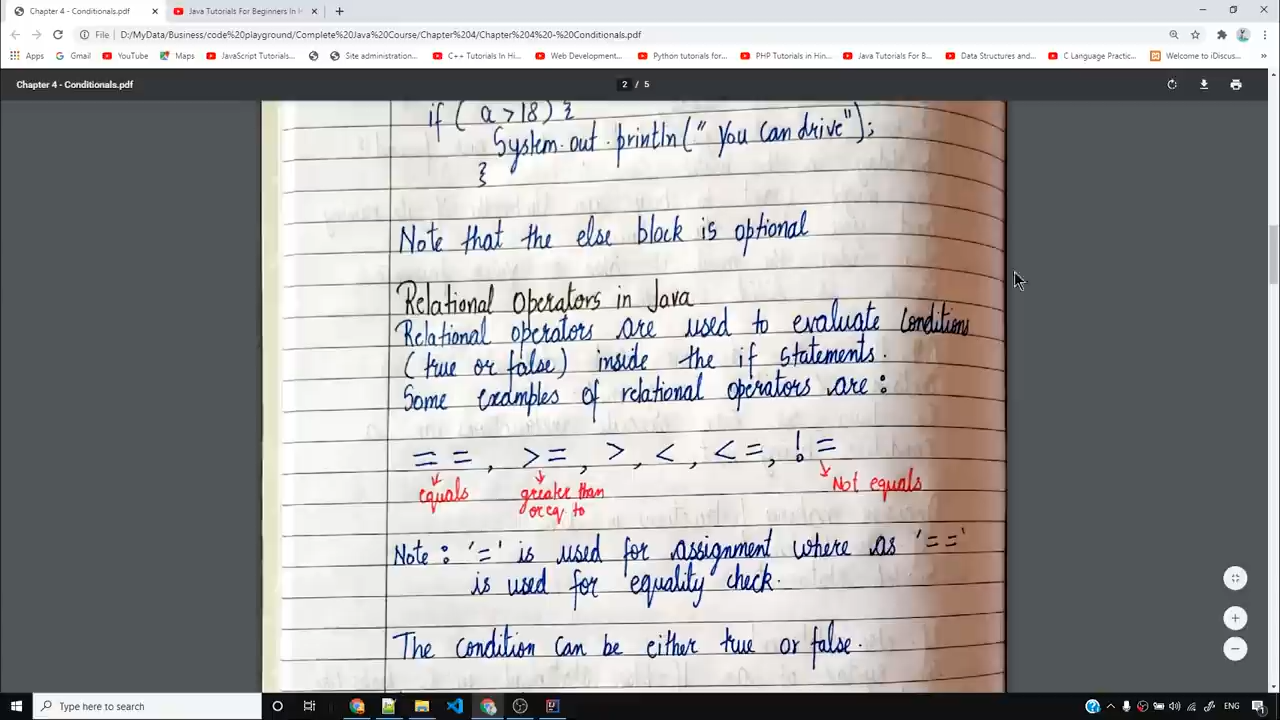 Chapter 4 - Conditionals.pdf
Java Tutorials For Beginners In H
File
D:/MyData/Business/code%20playground/Complete%20Java%20Course/Chapter%204/Chapter%204%20-%20Conditionals.pdf
Apps Gmail YouTube Maps JavaScript Tutorials... Site administration... C++ Tutorials In Hi... Web Development... Python tutorials for... PHP Tutorials in Hin... Java Tutorials For B... Data Structures and... C Language Practic... Welcome to iDiscus...
Chapter 4 - Conditionals.pdf
2 / 5
if ( a > 18) {
System.out.println(" You can drive");
}
Note that the else block is optional
Relational Operators in Java
Relational operators are used to evaluate conditions
(true or false) inside the if statements.
Some examples of relational operators are :
= = , >= , > , < , <= , ! =
equals greater than Not equals
or eq to
Note : '=' is used for assignment where as '=='
is used for equality check.
The condition can be either true or false.
Type here to search
ENG